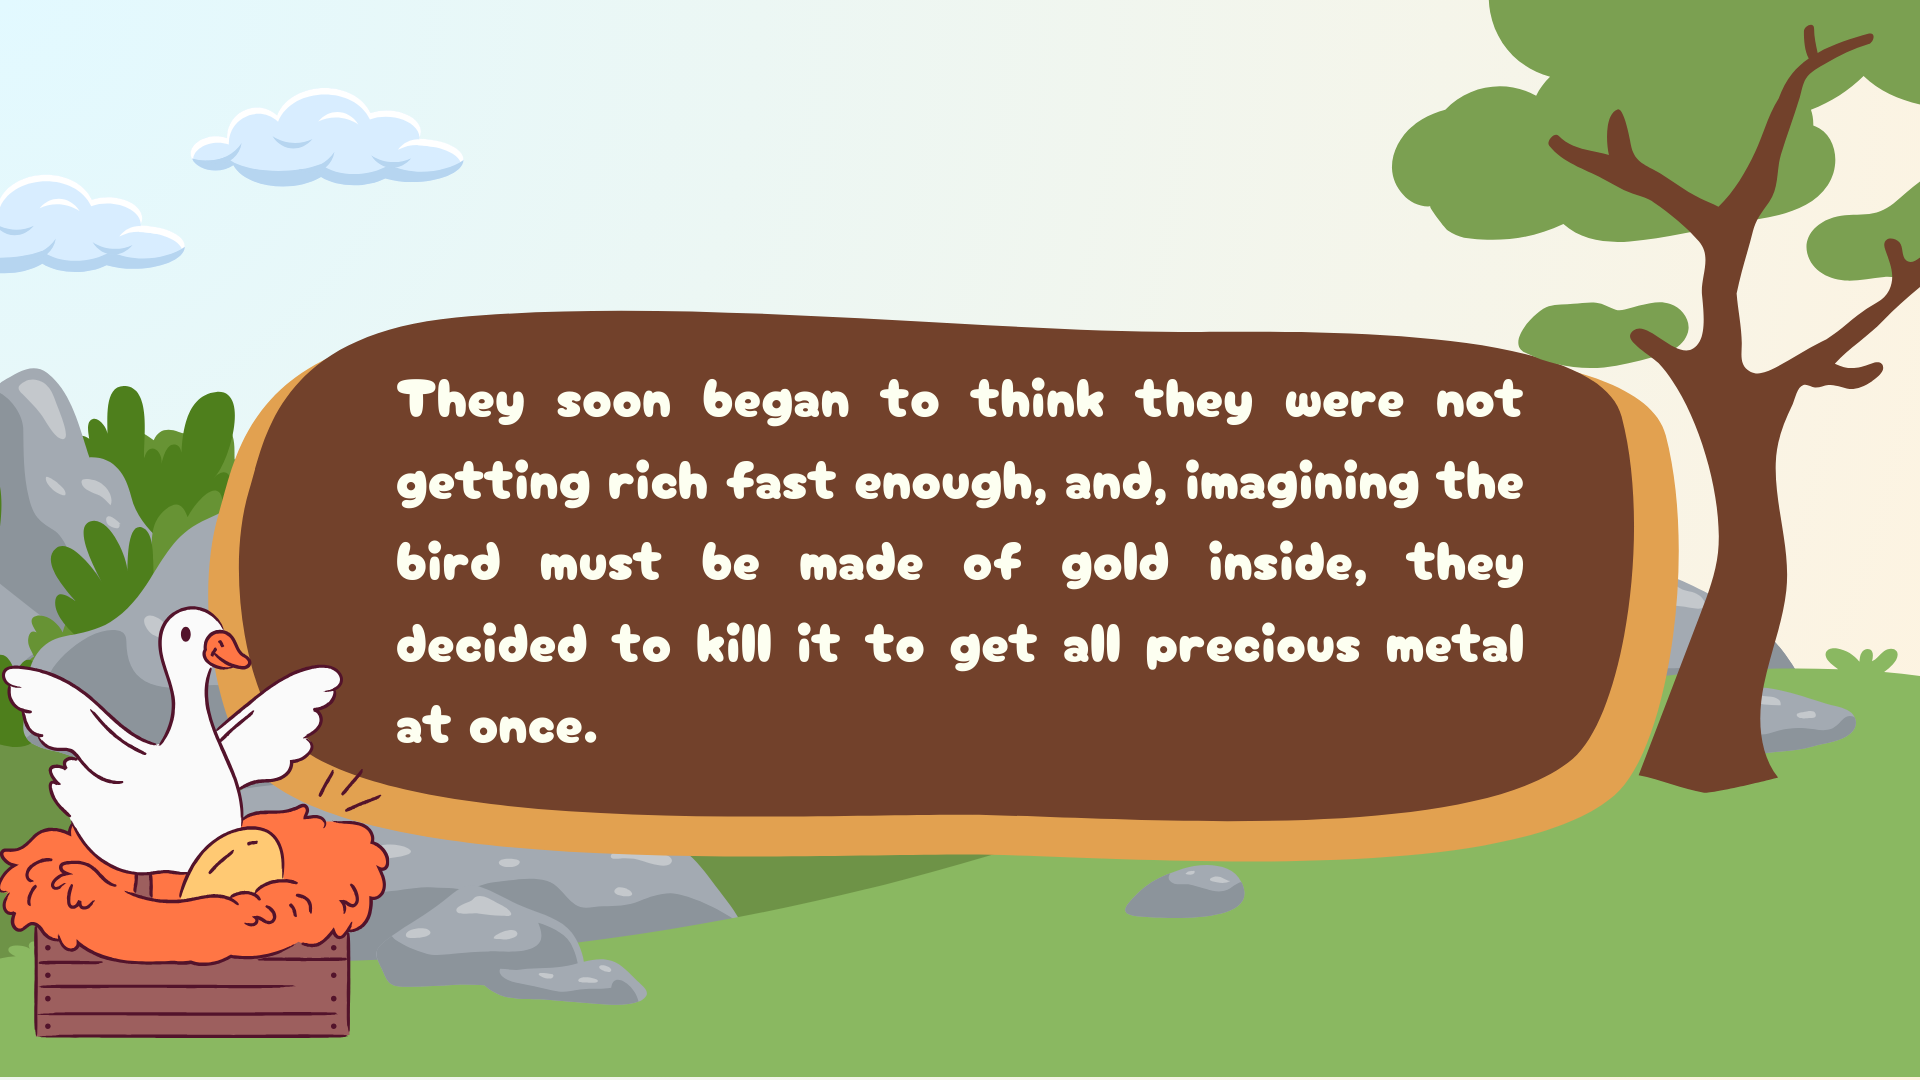 They soon began to think they were not
getting rich fast enough, and, imagining the
bird must be made of gold inside, they
decided to kill it to get all precious metal
at once.